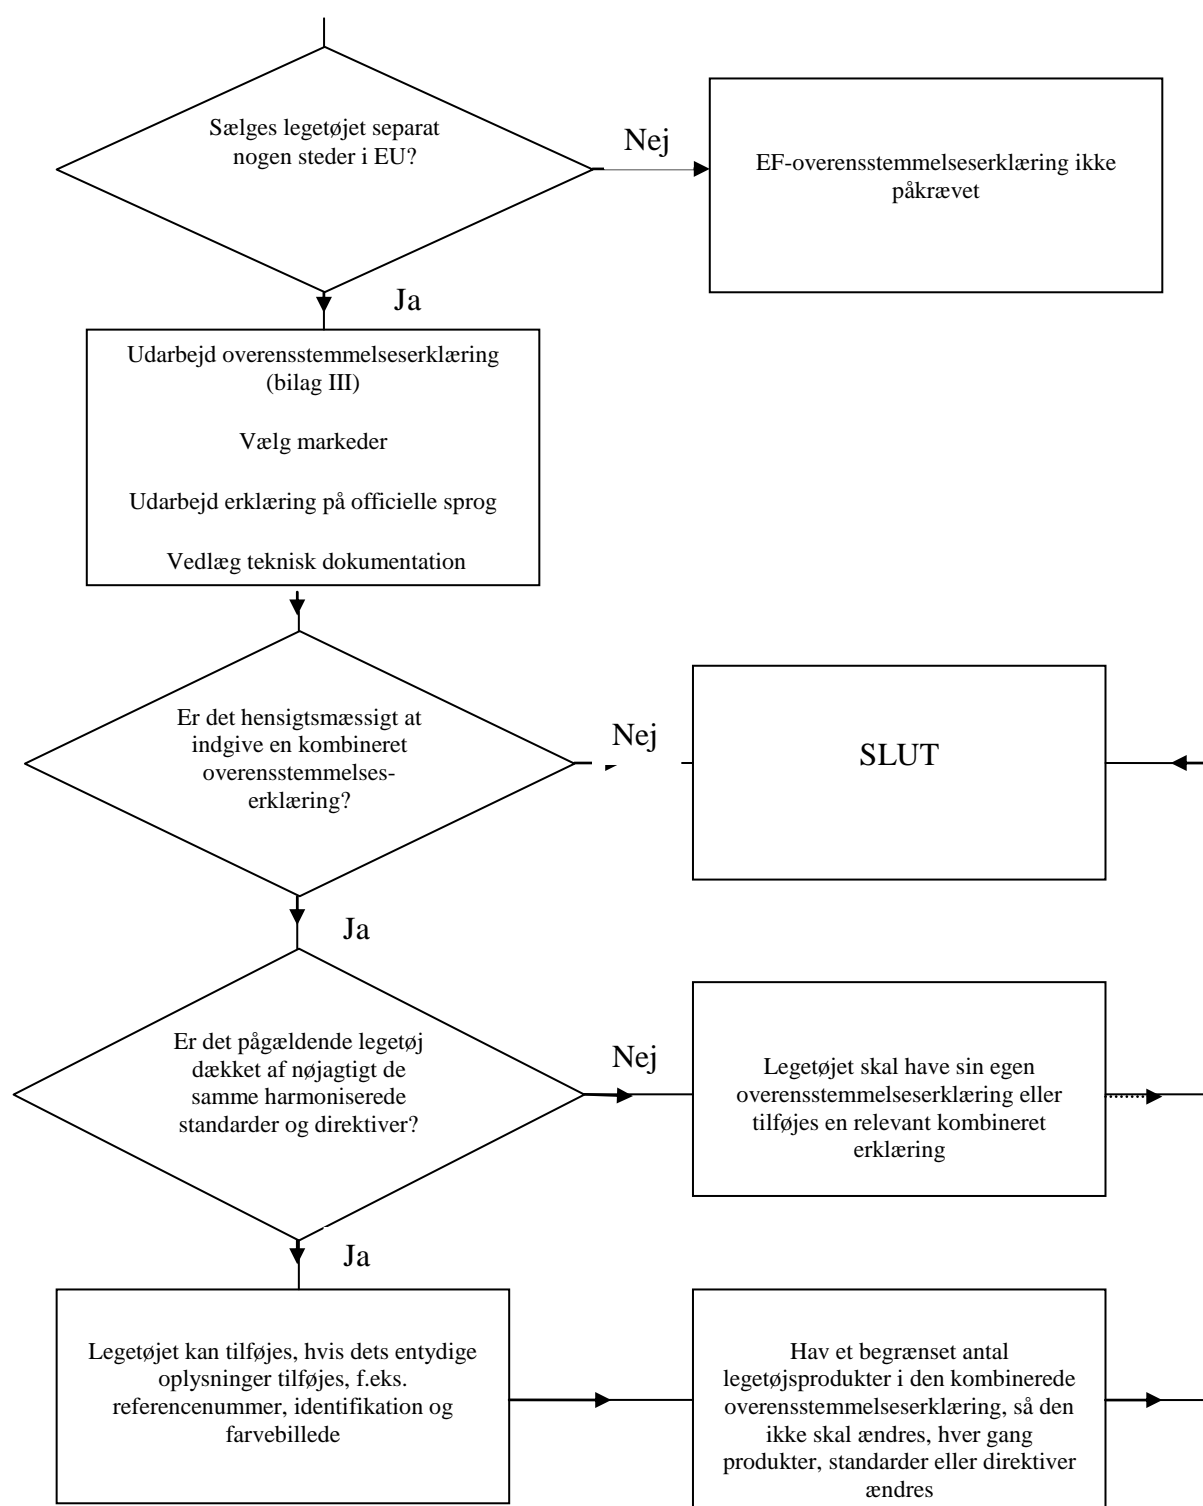 Sælges legetøjet separat
nogen steder i EU?
Nej
EF-overensstemmelseserklæring ikke
påkrævet
Ja
Udarbejd overensstemmelseserklæring
(bilag III)
Vælg markeder
Udarbejd erklæring på officielle sprog
Vedlæg teknisk dokumentation
Er det hensigtsmæssigt at
indgive en kombineret
overensstemmelses-
erklæring?
Nej
SLUT
Ja
Er det pågældende legetøj
dækket af nøjagtigt de
samme harmoniserede
standarder og direktiver?
Nej
Legetøjet skal have sin egen
overensstemmelseserklæring eller
tilføjes en relevant kombineret
erklæring
Ja
Legetøjet kan tilføjes, hvis dets entydige
oplysninger tilføjes, f.eks.
referencenummer, identifikation og
farvebillede
Hav et begrænset antal
legetøjsprodukter i den kombinerede
overensstemmelseserklæring, så den
ikke skal ændres, hver gang
produkter, standarder eller direktiver
ændres